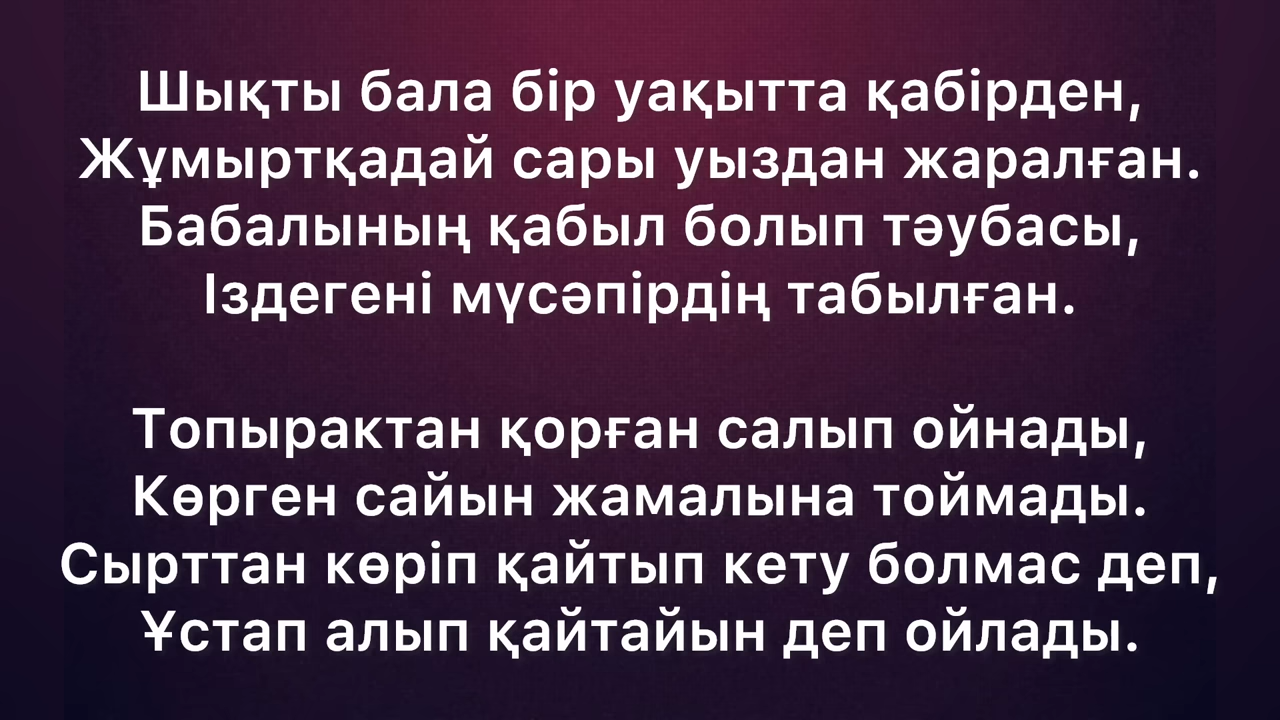 Шықты бала бір уақытта қабірден,
Жұмыртқадай сары уыздан жаралған.
Бабалының қабыл болып тәубасы,
Іздегені мүсәпірдің табылған.
Топырактан қорған салып ойнады,
Көрген сайын жамалына тоймады.
Сырттан көріп қайтып кету болмас деп,
Ұстап алып қайтайын деп ойлады.